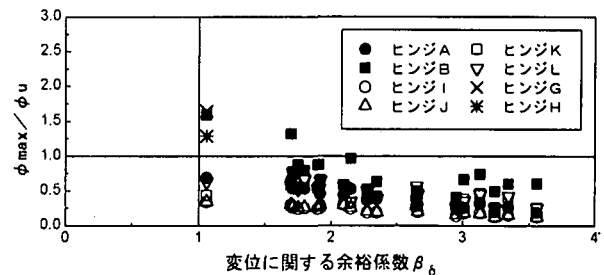 3.0
2.5
2.0
1.5
1.0
0.5
0.0
φmax/φu
● ヒンジA
■ ヒンジB
○ ヒンジI
△ ヒンジJ
□ ヒンジK
▽ ヒンジL
× ヒンジG
✳ ヒンジH
0 1 2 3 4
変位に関する余裕係数βδ